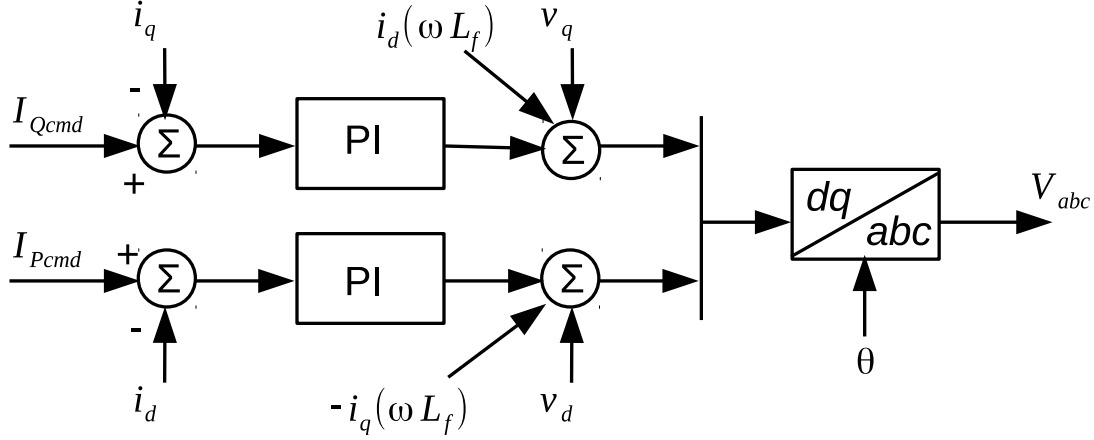 i_q
i_d(ω L_f)
v_q
-
I_Qcmd
Σ
+
PI
Σ
dq
abc
V_abc
I_Pcmd
+
Σ
-
PI
Σ
θ
i_d
- i_q(ω L_f)
v_d